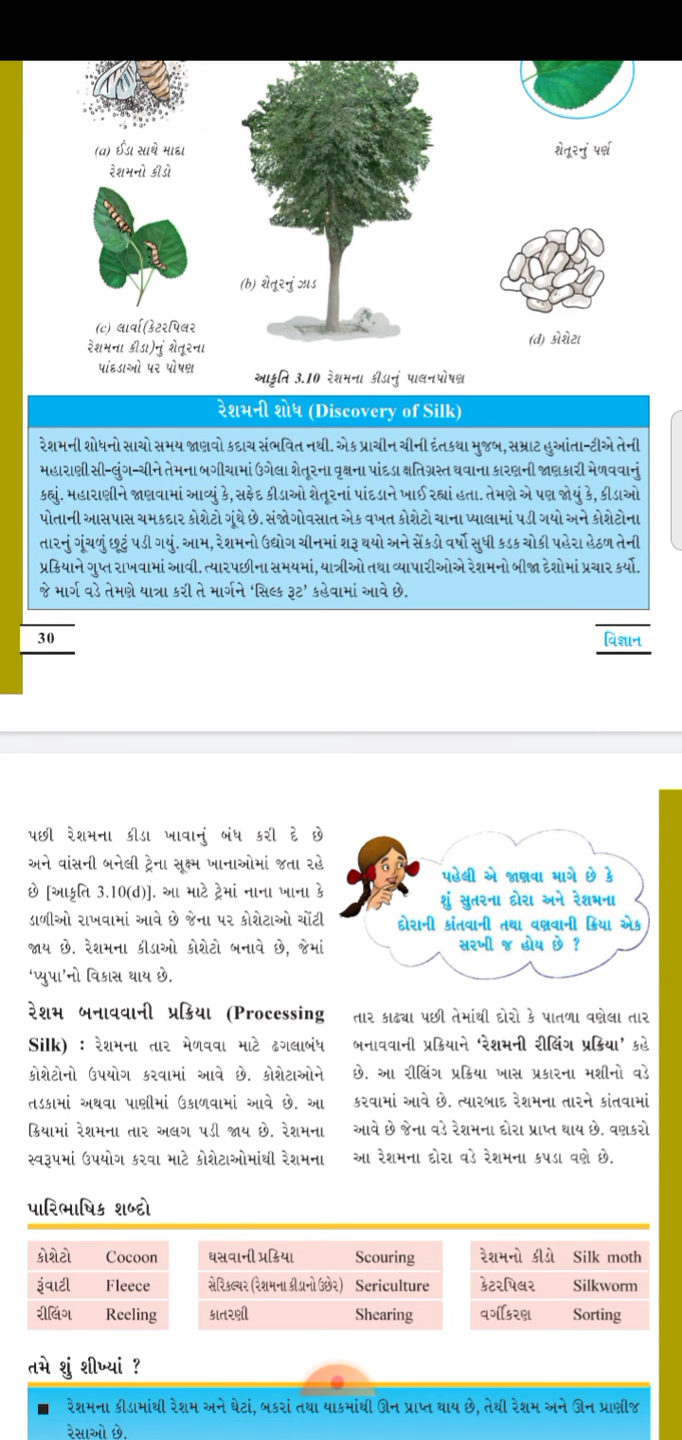 (a) ઈંડા સાથે માદા
રેશમનો કીડો
શેતૂરનું પર્ણ
(b) શેતૂરનું ઝાડ
(c) લાર્વા(કેટરપિલર
રેશમના કીડા)નું શેતૂરના
પાંદડાઓ પર પોષણ
(d) કોશેટા
આકૃતિ 3.10 રેશમના કીડાનું પાલનપોષણ
રેશમની શોધ (Discovery of Silk)
રેશમની શોધનો સાચો સમય જાણવો કદાચ સંભવિત નથી. એક પ્રાચીન ચીની દંતકથા મુજબ, સમ્રાટ હુઆંતા-ટીએ તેની
મહારાણી સી-લુંગ-ચીને તેમના બગીચામાં ઉગેલા શેતૂરના વૃક્ષના પાંદડા ક્ષતિગ્રસ્ત થવાના કારણની જાણકારી મેળવવાનું
કહ્યું. મહારાણીને જાણવામાં આવ્યું કે, સફેદ કીડાઓ શેતૂરનાં પાંદડાને ખાઈ રહ્યાં હતા. તેમણે એ પણ જોયું કે, કીડાઓ
પોતાની આસપાસ ચમકદાર કોશેટો ગૂંથે છે. સંજોગોવસાત એક વખત કોશેટો ચાના પ્યાલામાં પડી ગયો અને કોશેટોના
તારનું ગૂંચળું છૂટું પડી ગયું. આમ, રેશમનો ઉદ્યોગ ચીનમાં શરૂ થયો અને સેંકડો વર્ષો સુધી કડક ચોકી પહેરા હેઠળ તેની
પ્રક્રિયાને ગુપ્ત રાખવામાં આવી. ત્યારપછીના સમયમાં, યાત્રીઓ તથા વ્યાપારીઓએ રેશમનો બીજા દેશોમાં પ્રચાર કર્યો.
જે માર્ગ વડે તેમણે યાત્રા કરી તે માર્ગને ‘સિલ્ક રૂટ’ કહેવામાં આવે છે.
30
વિજ્ઞાન
પછી રેશમના કીડા ખાવાનું બંધ કરી દે છે
અને વાંસની બનેલી ટ્રેના સૂક્ષ્મ ખાનાઓમાં જતા રહે
છે [આકૃતિ 3.10(d)]. આ માટે ટ્રેમાં નાના ખાના કે
ડાળીઓ રાખવામાં આવે છે જેના પર કોશેટાઓ ચોંટી
જાય છે. રેશમના કીડાઓ કોશેટો બનાવે છે, જેમાં
‘પ્યુપા’નો વિકાસ થાય છે.
રેશમ બનાવવાની પ્રક્રિયા (Processing
Silk) : રેશમના તાર મેળવવા માટે ઢગલાબંધ
કોશેટોનો ઉપયોગ કરવામાં આવે છે. કોશેટાઓને
તડકામાં અથવા પાણીમાં ઉકાળવામાં આવે છે. આ
ક્રિયામાં રેશમના તાર અલગ પડી જાય છે. રેશમના
સ્વરૂપમાં ઉપયોગ કરવા માટે કોશેટાઓમાંથી રેશમના
પહેલી એ જાણવા માગે છે કે
શું સુતરના દોરા અને રેશમના
દોરાની કાંતવાની તથા વણવાની ક્રિયા એક
સરખી જ હોય છે ?
તાર કાઢ્યા પછી તેમાંથી દોરો કે પાતળા વણેલા તાર
બનાવવાની પ્રક્રિયાને ‘રેશમની રીલિંગ પ્રક્રિયા’ કહે
છે. આ રીલિંગ પ્રક્રિયા ખાસ પ્રકારના મશીનો વડે
કરવામાં આવે છે. ત્યારબાદ રેશમના તારને કાંતવામાં
આવે છે જેના વડે રેશમના દોરા પ્રાપ્ત થાય છે. વણકરો
આ રેશમના દોરા વડે રેશમના કપડા વણે છે.
પારિભાષિક શબ્દો
કોશેટો Cocoon
રૂંવાટી Fleece
રીલિંગ Reeling
ઘસવાની પ્રક્રિયા Scouring
સેરિકલ્ચર (રેશમના કીડાનો ઉછેર) Sericulture
કાતરણી Shearing
રેશમનો કીડો Silk moth
કેટરપિલર Silkworm
વર્ગીકરણ Sorting
તમે શું શીખ્યાં ?
■ રેશમના કીડામાંથી રેશમ અને ઘેટાં, બકરાં તથા યાકમાંથી ઊન પ્રાપ્ત થાય છે, તેથી રેશમ અને ઊન પ્રાણીજ
રેસાઓ છે.